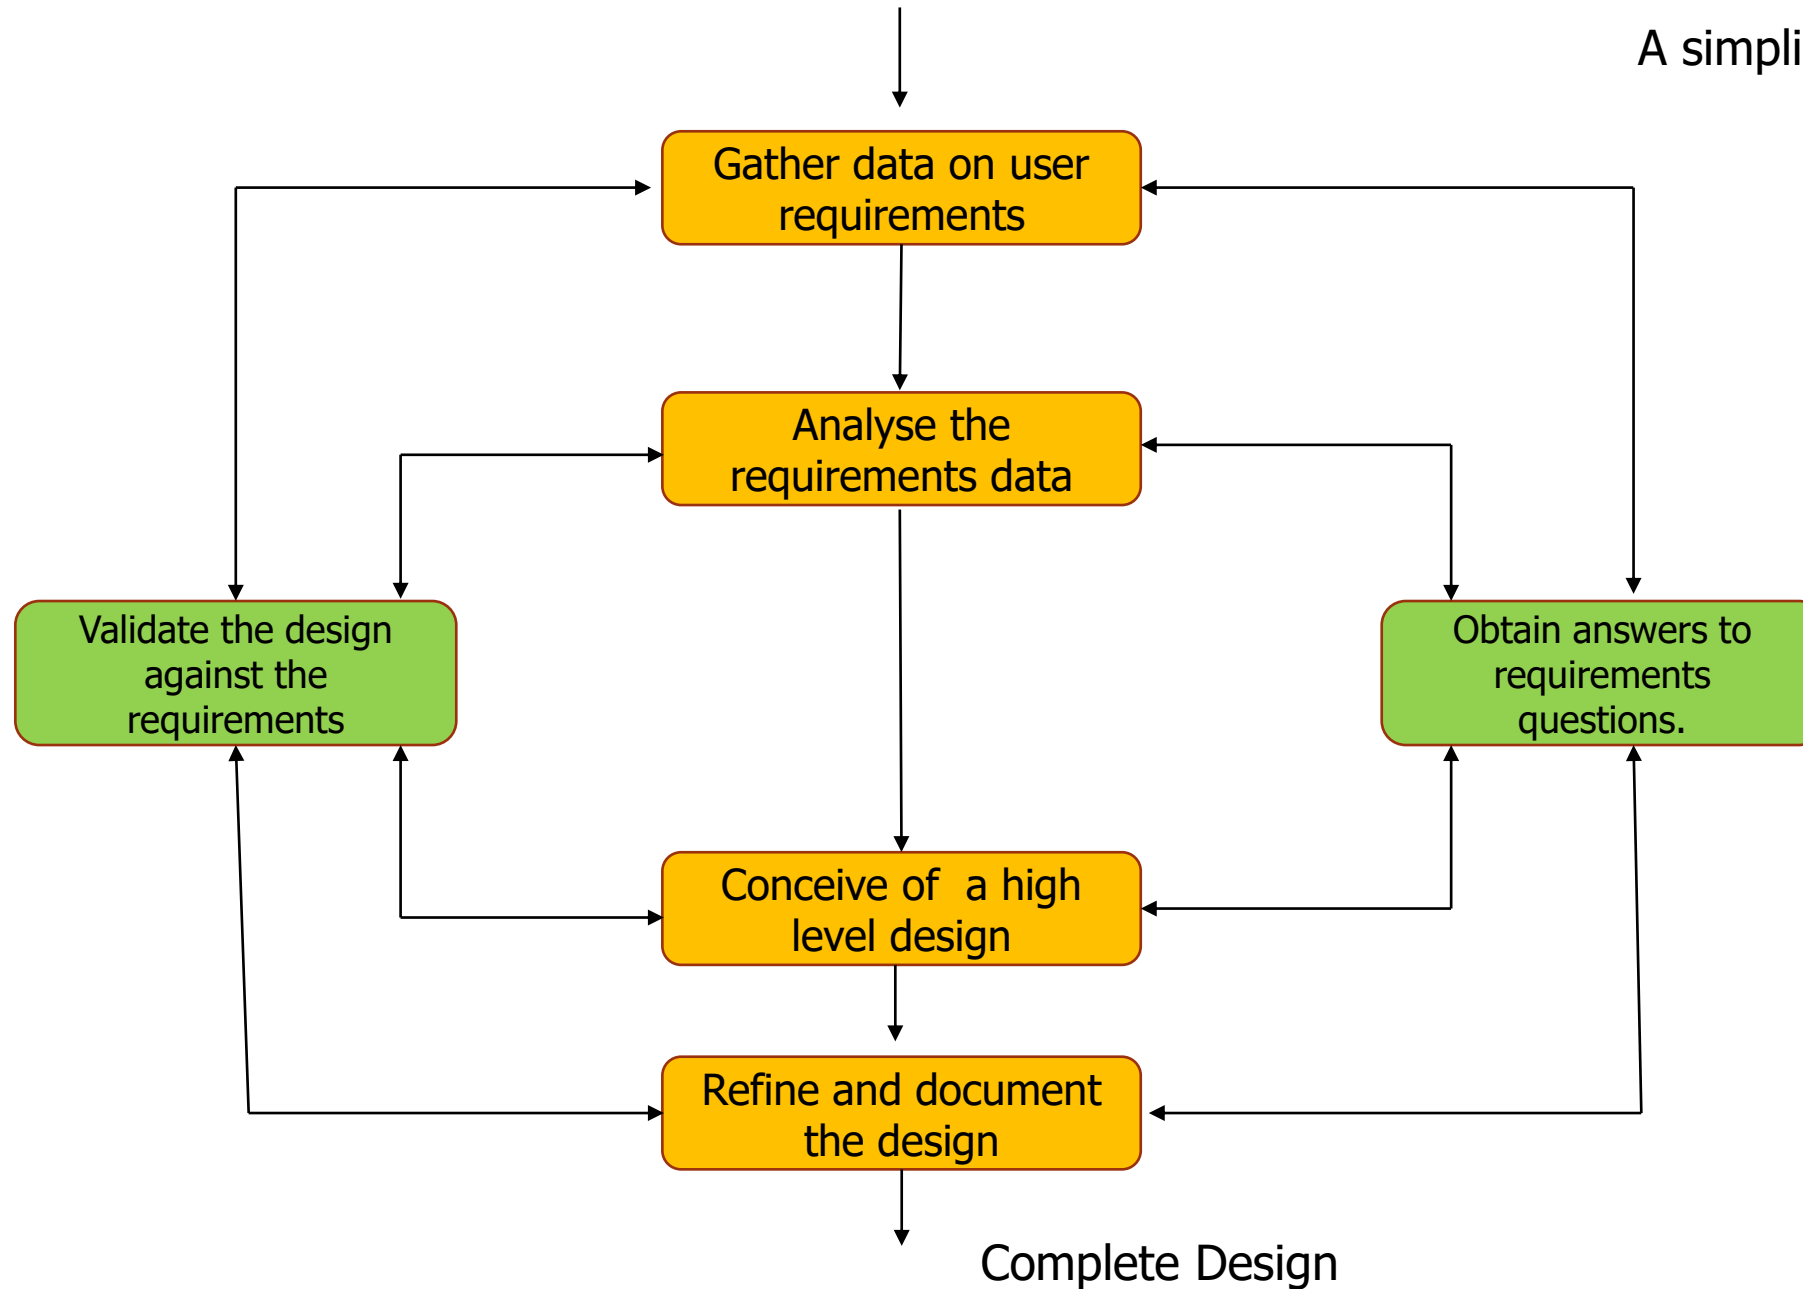 A simpli
Gather data on user
requirements
Analyse the
requirements data
Validate the design
against the
requirements
Obtain answers to
requirements
questions.
Conceive of  a high
level design
Refine and document
the design
Complete Design